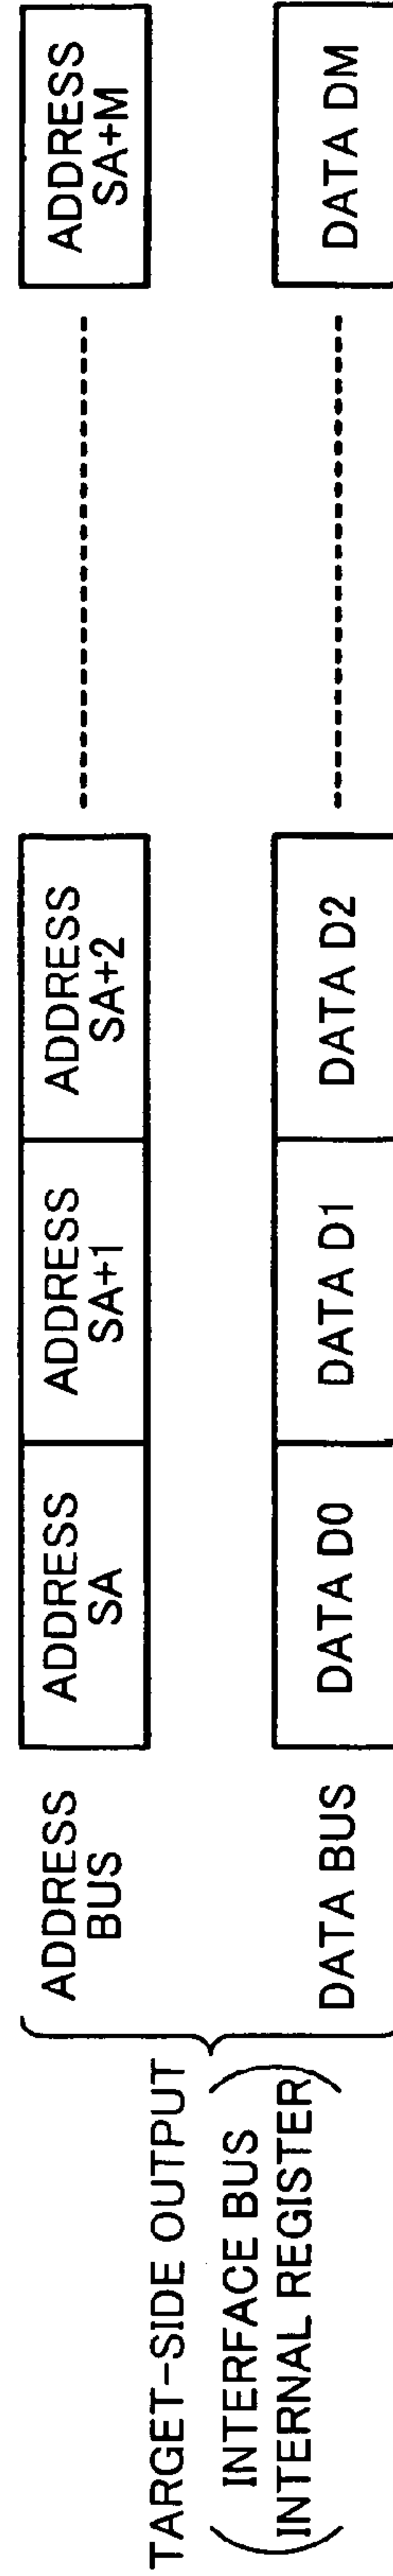 TARGET-SIDE OUTPUT
(INTERFACE BUS
INTERNAL REGISTER)
ADDRESS
BUS
ADDRESS
SA
ADDRESS
SA+1
ADDRESS
SA+2
ADDRESS
SA+M
DATA BUS
DATA D0
DATA D1
DATA D2
DATA DM